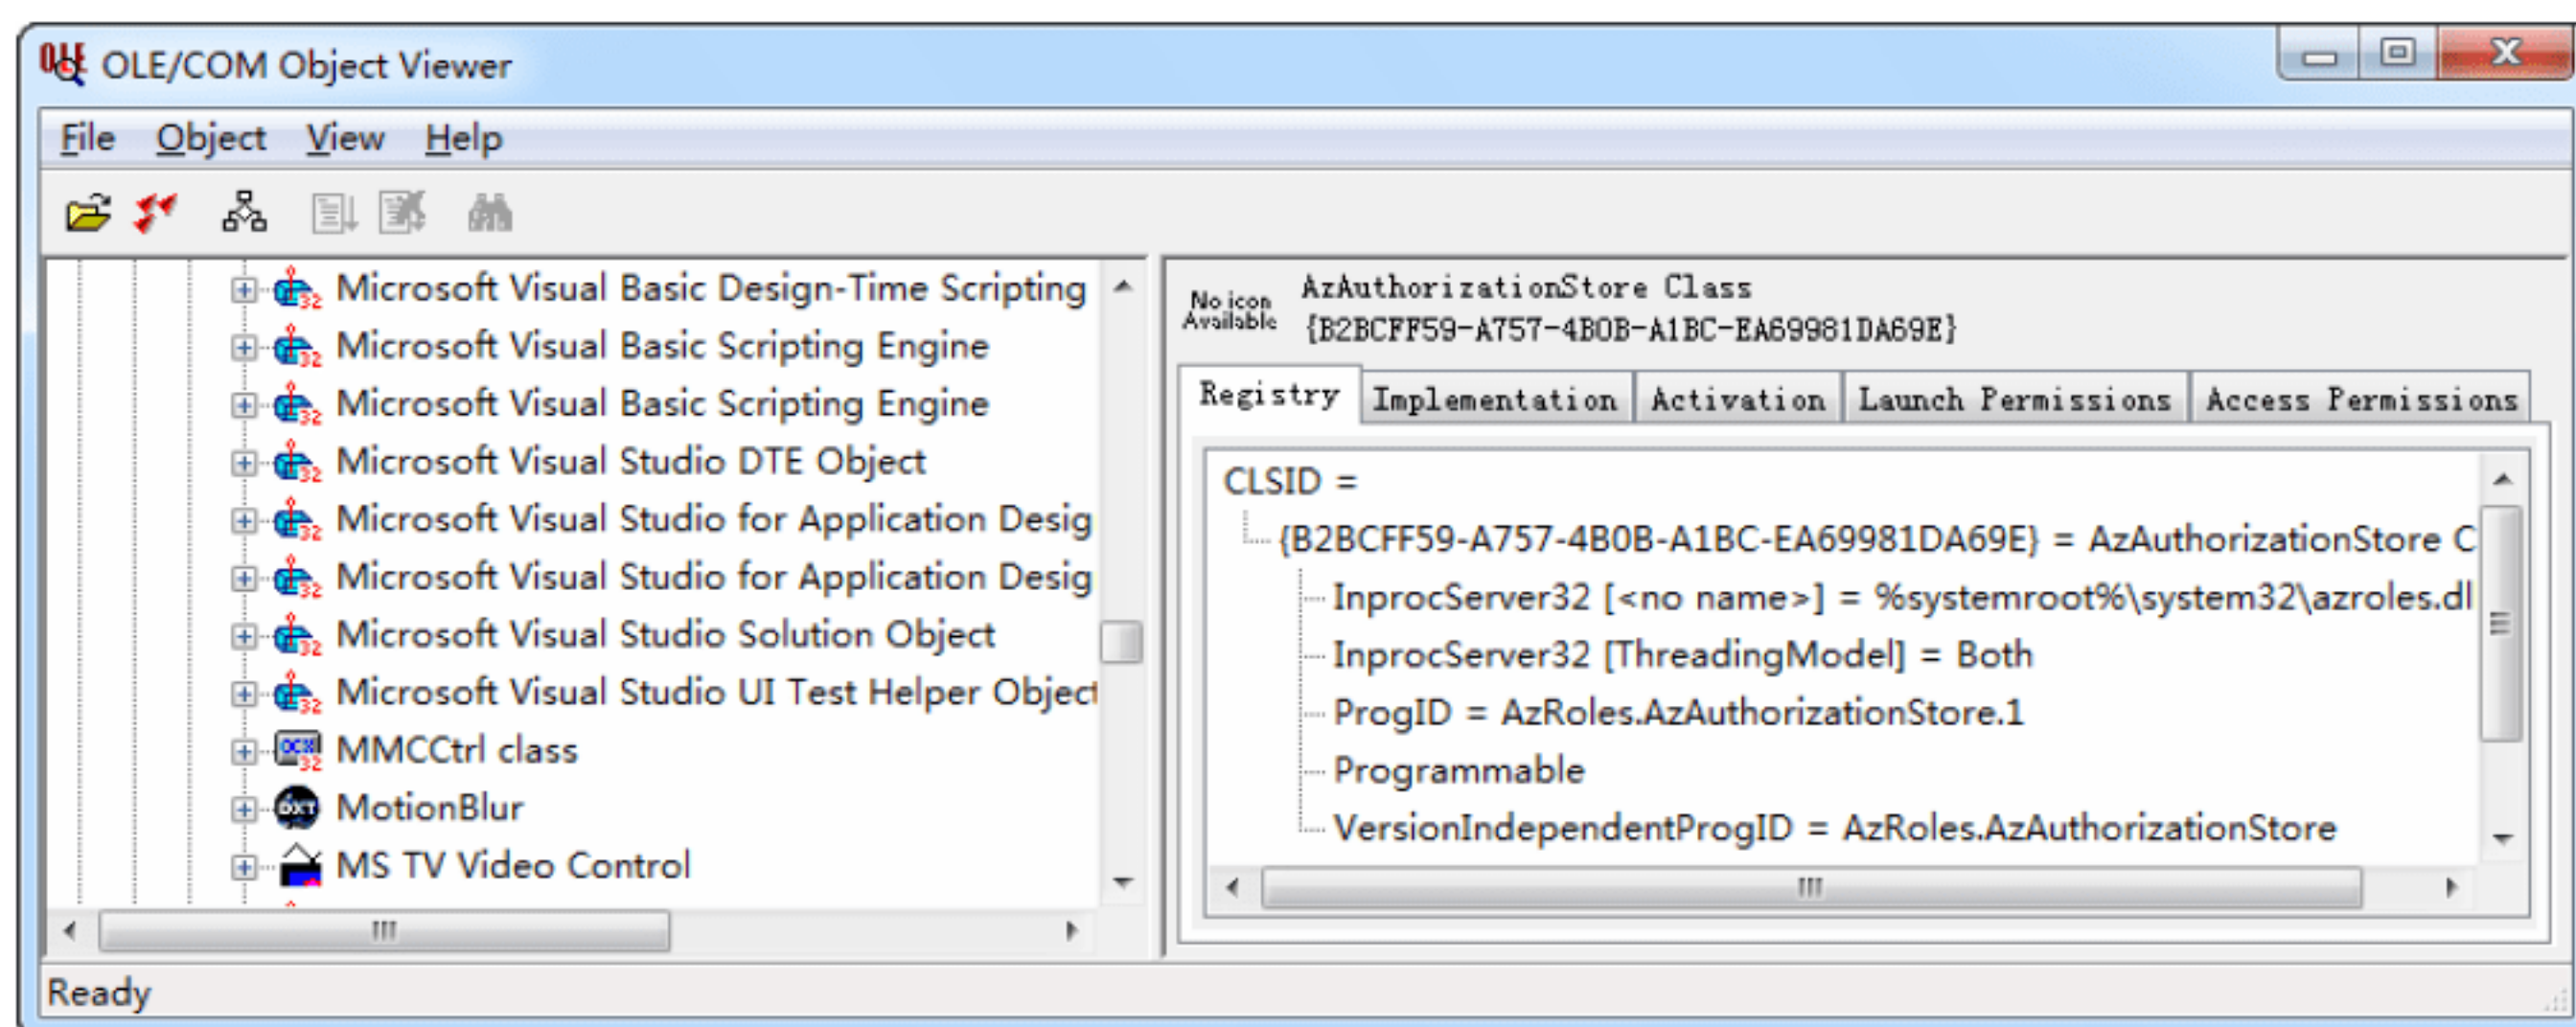 OLE/COM Object Viewer
File Object View Help
Microsoft Visual Basic Design-Time Scripting
Microsoft Visual Basic Scripting Engine
Microsoft Visual Basic Scripting Engine
Microsoft Visual Studio DTE Object
Microsoft Visual Studio for Application Desig
Microsoft Visual Studio for Application Desig
Microsoft Visual Studio Solution Object
Microsoft Visual Studio UI Test Helper Object
MMCCtrl class
MotionBlur
MS TV Video Control
No icon
Available
AzAuthorizationStore Class
{B2BCFF59-A757-4B0B-A1BC-EA69981DA69E}
Registry Implementation Activation Launch Permissions Access Permissions
CLSID =
{B2BCFF59-A757-4B0B-A1BC-EA69981DA69E} = AzAuthorizationStore C
InprocServer32 [<no name>] = %systemroot%\system32\azroles.dl
InprocServer32 [ThreadingModel] = Both
ProgID = AzRoles.AzAuthorizationStore.1
Programmable
VersionIndependentProgID = AzRoles.AzAuthorizationStore
Ready